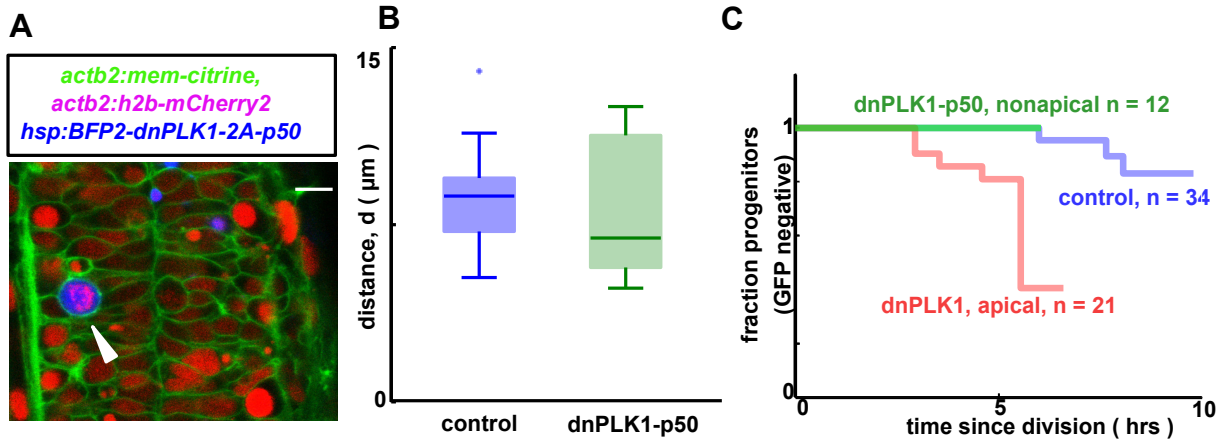 A
actb2:mem-citrine,
actb2:h2b-mCherry2
hsp:BFP2-dnPLK1-2A-p50
B
15
distance, d ( µm )
0
control
dnPLK1-p50
C
dnPLK1-p50, nonapical n = 12
1
control, n = 34
dnPLK1, apical, n = 21
fraction progenitors
(GFP negative)
0
0
5
10
time since division ( hrs )